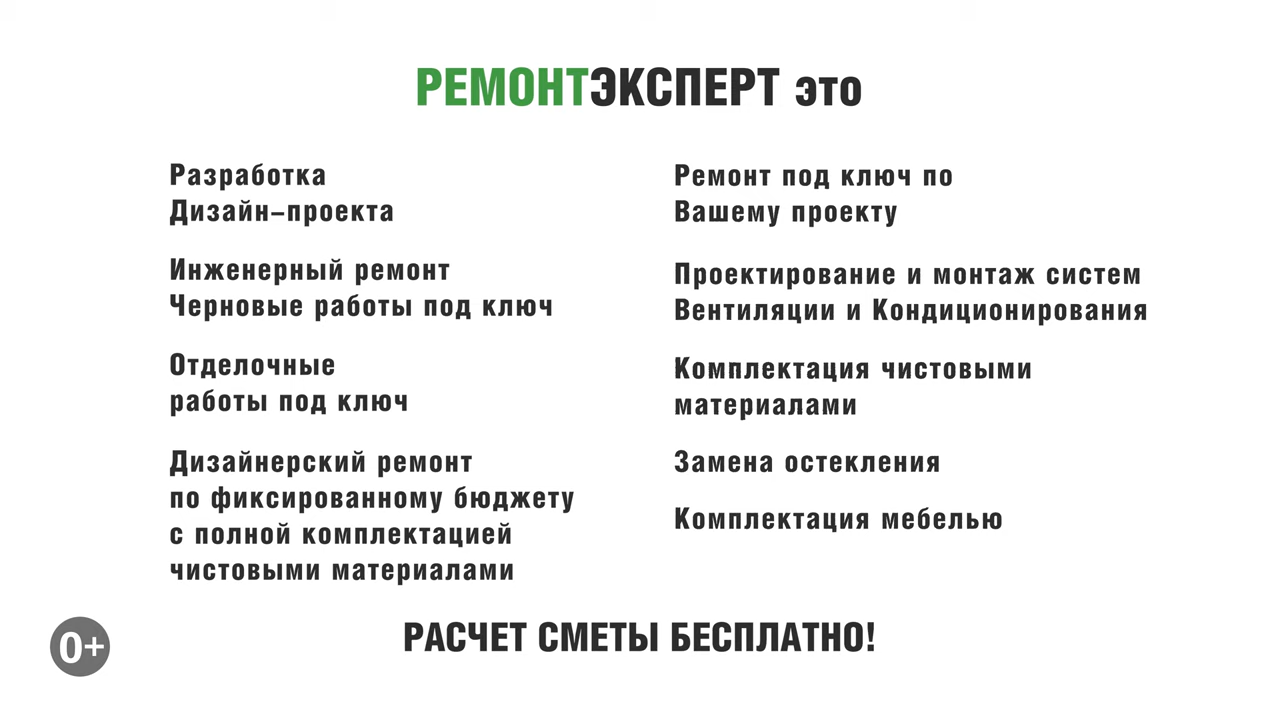 РЕМОНТЭКСПЕРТ это
Разработка
Дизайн–проекта
Инженерный ремонт
Черновые работы под ключ
Отделочные
работы под ключ
Дизайнерский ремонт
по фиксированному бюджету
с полной комплектацией
чистовыми материалами
Ремонт под ключ по
Вашему проекту
Проектирование и монтаж систем
Вентиляции и Кондиционирования
Комплектация чистовыми
материалами
Замена остекления
Комплектация мебелью
РАСЧЕТ СМЕТЫ БЕСПЛАТНО!
0+